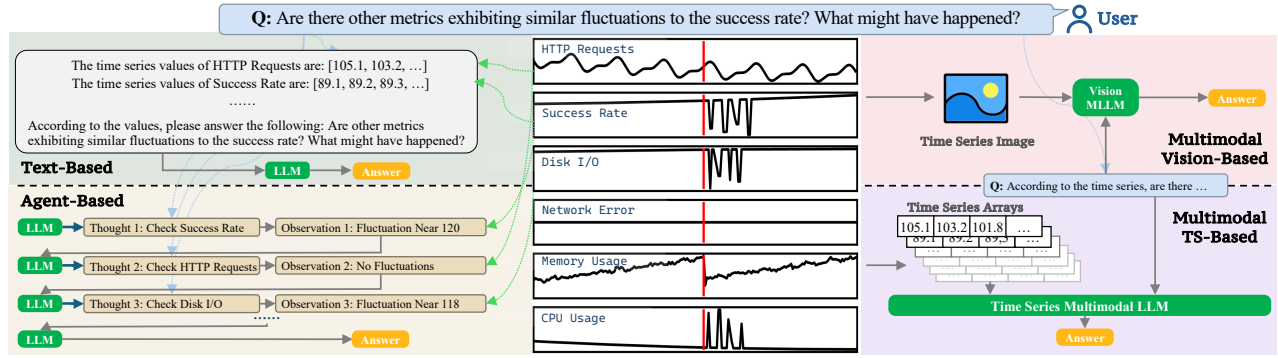 Q: Are there other metrics exhibiting similar fluctuations to the success rate? What might have happened?
User
The time series values of HTTP Requests are: [105.1, 103.2, …]
The time series values of Success Rate are: [89.1, 89.2, 89.3, …]
……
According to the values, please answer the following: Are other metrics
exhibiting similar fluctuations to the success rate? What might have happened?
Text-Based
LLM
Answer
Agent-Based
LLM
Thought 1: Check Success Rate
Observation 1: Fluctuation Near 120
LLM
Thought 2: Check HTTP Requests
Observation 2: No Fluctuations
LLM
Thought 3: Check Disk I/O
Observation 3: Fluctuation Near 118
……
LLM
Answer
HTTP Requests
Success Rate
Disk I/O
Network Error
Memory Usage
CPU Usage
Time Series Image
Vision
MLLM
Answer
Multimodal
Vision-Based
Q: According to the time series, are there …
Time Series Arrays
105.1 103.2 101.8 …
89.1 89.2 89.3 …
Multimodal
TS-Based
Time Series Multimodal LLM
Answer